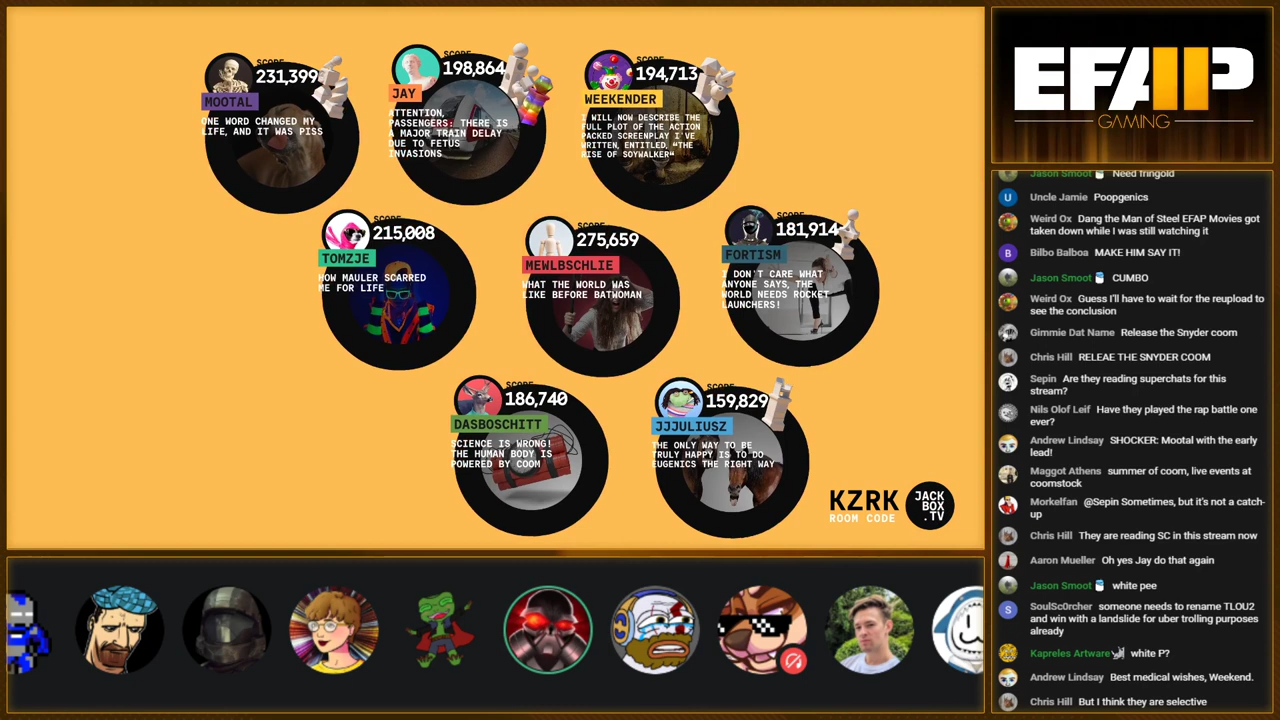 SCORE
231,399
MOOTAL
ONE WORD CHANGED MY
LIFE, AND IT WAS PISS
SCORE
198,864
JAY
ATTENTION,
PASSENGERS: THERE IS
A MAJOR TRAIN DELAY
DUE TO FETUS
INVASIONS
SCORE
194,713
WEEKENDER
I WILL NOW DESCRIBE THE
FULL PLOT OF THE ACTION
PACKED SCREENPLAY I'VE
WRITTEN, ENTITLED, "THE
RISE OF SOYWALKER"
SCORE
215,008
TOMZJE
HOW MAULER SCARRED
ME FOR LIFE
SCORE
275,659
MEWLBSCHLIE
WHAT THE WORLD WAS
LIKE BEFORE BATWOMAN
SCORE
181,914
FORTISM
I DON'T CARE WHAT
ANYONE SAYS, THE
WORLD NEEDS ROCKET
LAUNCHERS!
SCORE
186,740
DASBOSCHITT
SCIENCE IS WRONG!
THE HUMAN BODY IS
POWERED BY COOM
SCORE
159,829
JJJULIUSZ
THE ONLY WAY TO BE
TRULY HAPPY IS TO DO
EUGENICS THE RIGHT WAY
KZRK
ROOM CODE
JACK
BOX
.TV
EFAP
GAMING
Jason Smoot Need fringold
U Uncle Jamie Poopgenics
Weird Ox Dang the Man of Steel EFAP Movies got
taken down while I was still watching it
B Bilbo Balboa MAKE HIM SAY IT!
Jason Smoot CUMBO
Weird Ox Guess I'll have to wait for the reupload to
see the conclusion
Gimmie Dat Name Release the Snyder coom
Chris Hill RELEAE THE SNYDER COOM
Sepin Are they reading superchats for this
stream?
Nils Olof Leif Have they played the rap battle one
ever?
Andrew Lindsay SHOCKER: Mootal with the early
lead!
Maggot Athens summer of coom, live events at
coomstock
Morkelfan @Sepin Sometimes, but it's not a catch-
up
Chris Hill They are reading SC in this stream now
Aaron Mueller Oh yes Jay do that again
Jason Smoot white pee
S SoulSc0rcher someone needs to rename TLOU2
and win with a landslide for uber trolling purposes
already
Kapreles Artware white P?
Andrew Lindsay Best medical wishes, Weekend.
Chris Hill But I think they are selective